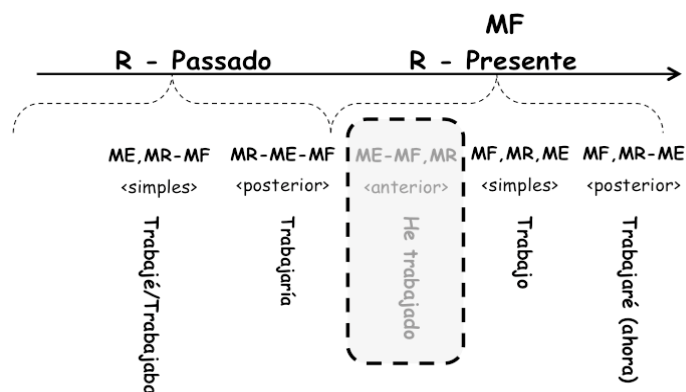 MF
R - Passado
R - Presente
ME,MR-MF
MR-ME-MF
ME-MF,MR
MF,MR,ME
MF,MR-ME
<simples>
<posterior>
<anterior>
<simples>
<posterior>
Trabajé/Trabajaba
Trabajaría
He trabajado
Trabajo
Trabajaré (ahora)